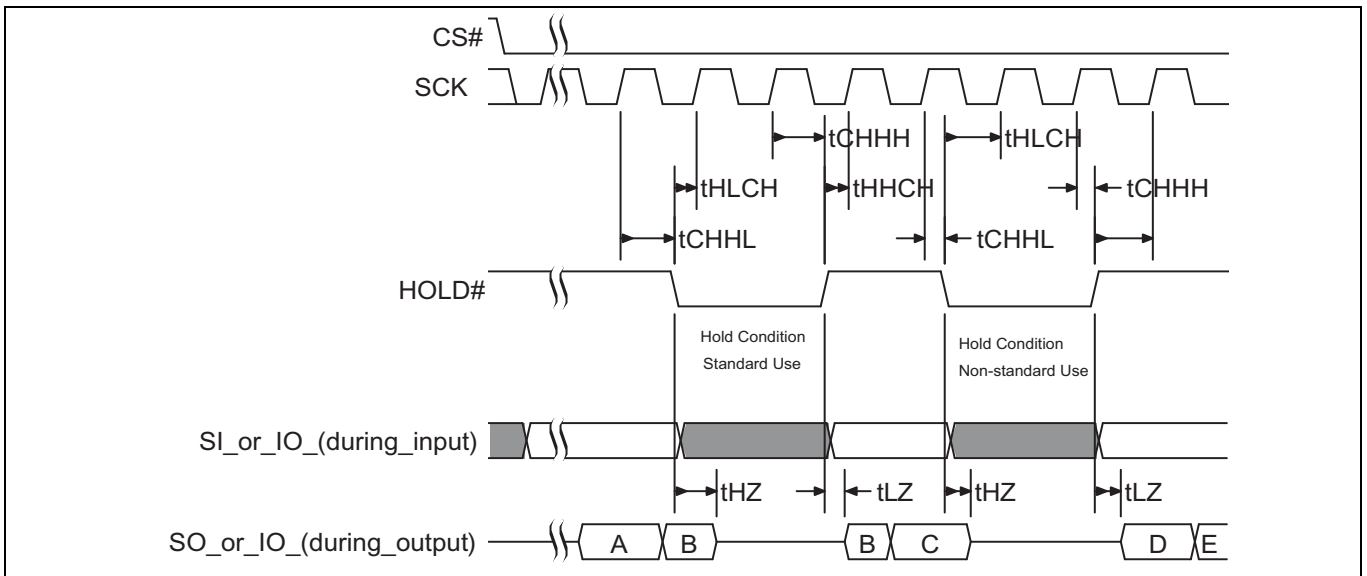 CS#
SCK
tCHHH
tHLCH
tHLCH
tHHCH
tCHHH
tCHHL
tCHHL
HOLD#
Hold Condition
Standard Use
Hold Condition
Non-standard Use
SI_or_IO_(during_input)
tHZ
tLZ
tHZ
tLZ
SO_or_IO_(during_output)
A
B
B
C
D
E